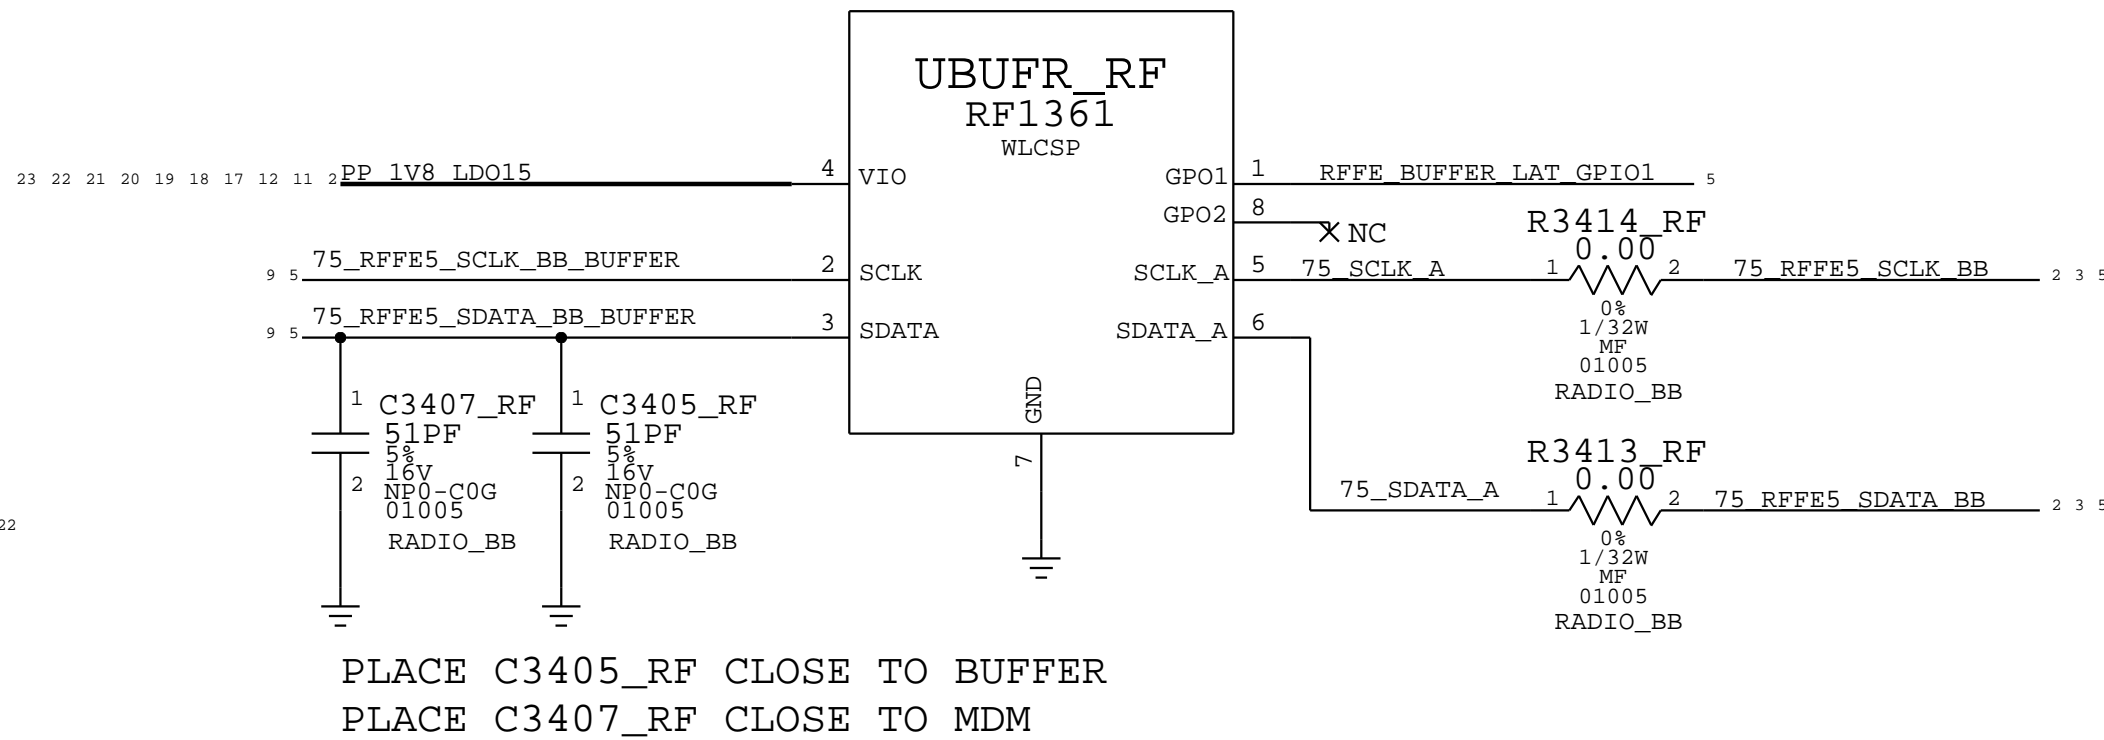 UBUFR_RF
RF1361
WLCSP
23 22 21 20 19 18 17 12 11 2 PP_1V8_LDO15 4 VIO
GPO1 1 RFFE_BUFFER_LAT_GPIO1 5
GPO2 8 NC
9 5 75_RFFE5_SCLK_BB_BUFFER 2 SCLK
SCLK_A 5 75_SCLK_A 1 2 75_RFFE5_SCLK_BB 2 3 5
R3414_RF
0.00
0%
1/32W
MF
01005
RADIO_BB
9 5 75_RFFE5_SDATA_BB_BUFFER 3 SDATA
SDATA_A 6
GND
7
1 C3407_RF
51PF
5%
16V
2 NP0-C0G
01005
RADIO_BB
1 C3405_RF
51PF
5%
16V
2 NP0-C0G
01005
RADIO_BB
R3413_RF
0.00
75_SDATA_A 1 2 75_RFFE5_SDATA_BB 2 3 5
0%
1/32W
MF
01005
RADIO_BB
22
PLACE C3405_RF CLOSE TO BUFFER
PLACE C3407_RF CLOSE TO MDM